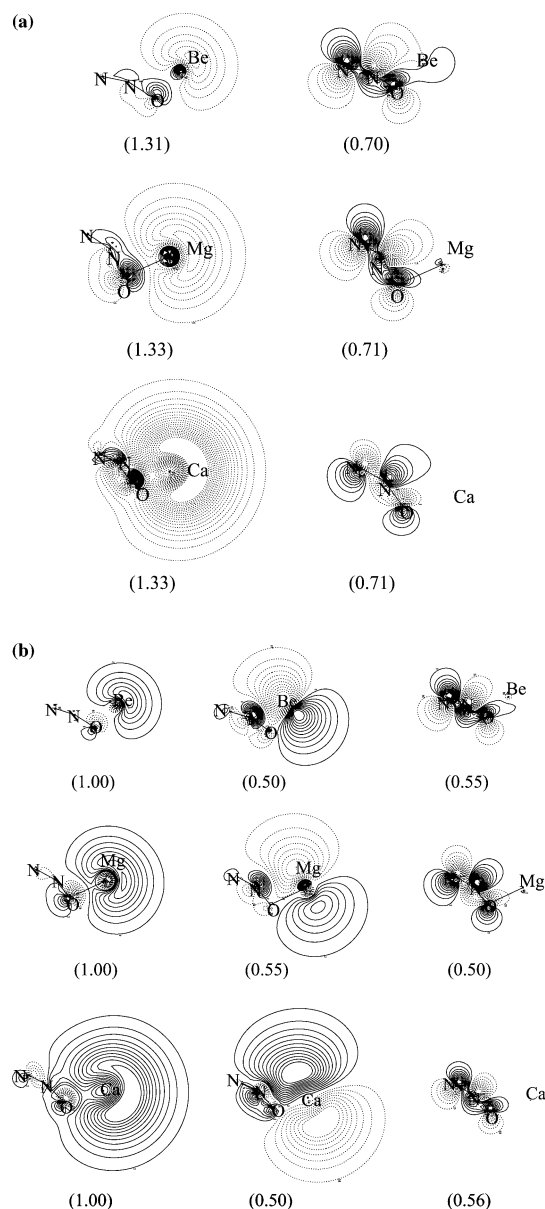 (a)
Be
Be
N
N
O
N
N
O
(1.31) (0.70)
N
N
O
Mg
N
N
O
Mg
(1.33) (0.71)
N
N
O
Ca
N
N
O
Ca
(1.33) (0.71)
(b)
N
N
O
Be
N
O
Be
N
N
O
Be
(1.00) (0.50) (0.55)
N
N
O
Mg
N
N
O
Mg
N
N
O
Mg
(1.00) (0.55) (0.50)
N
N
O
Ca
N
N
O
Ca
N
N
O
Ca
(1.00) (0.50) (0.56)